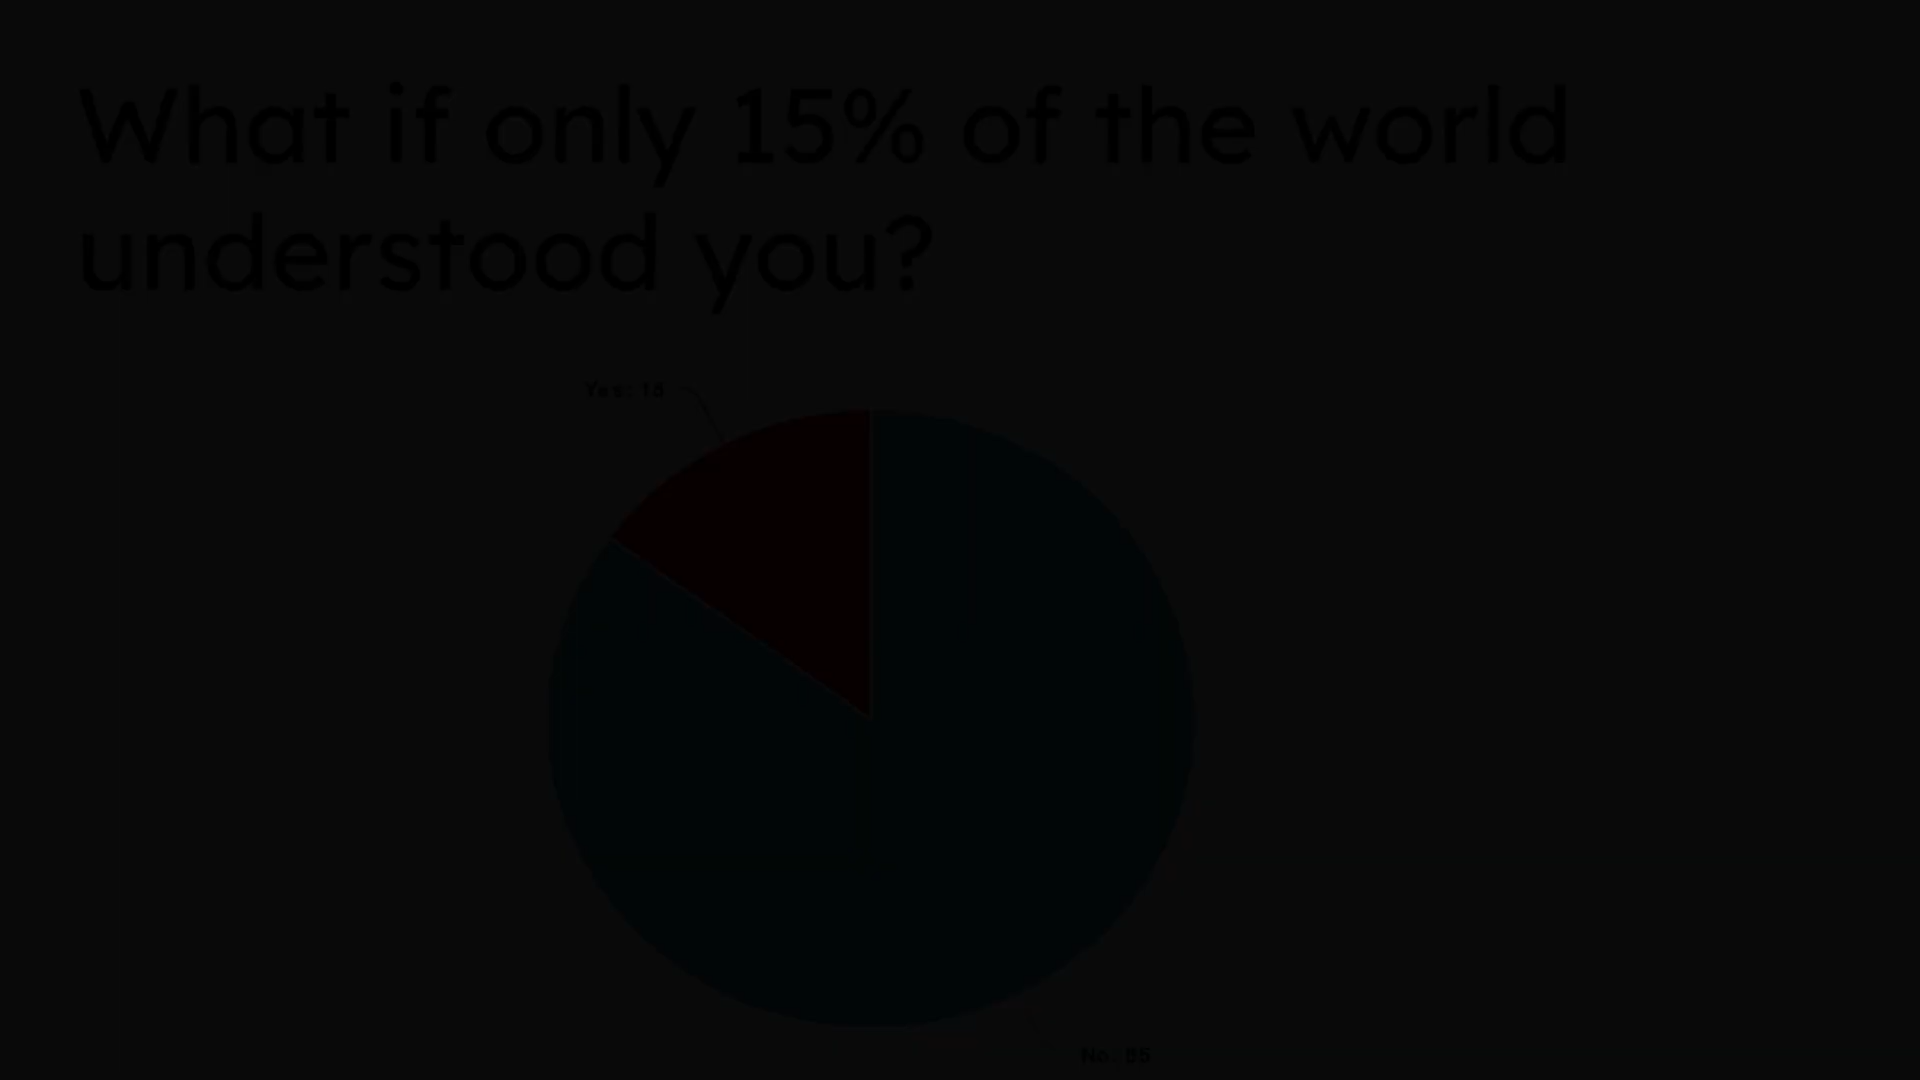 What if only 15% of the world
understood you?
Yes: 15
No: 85